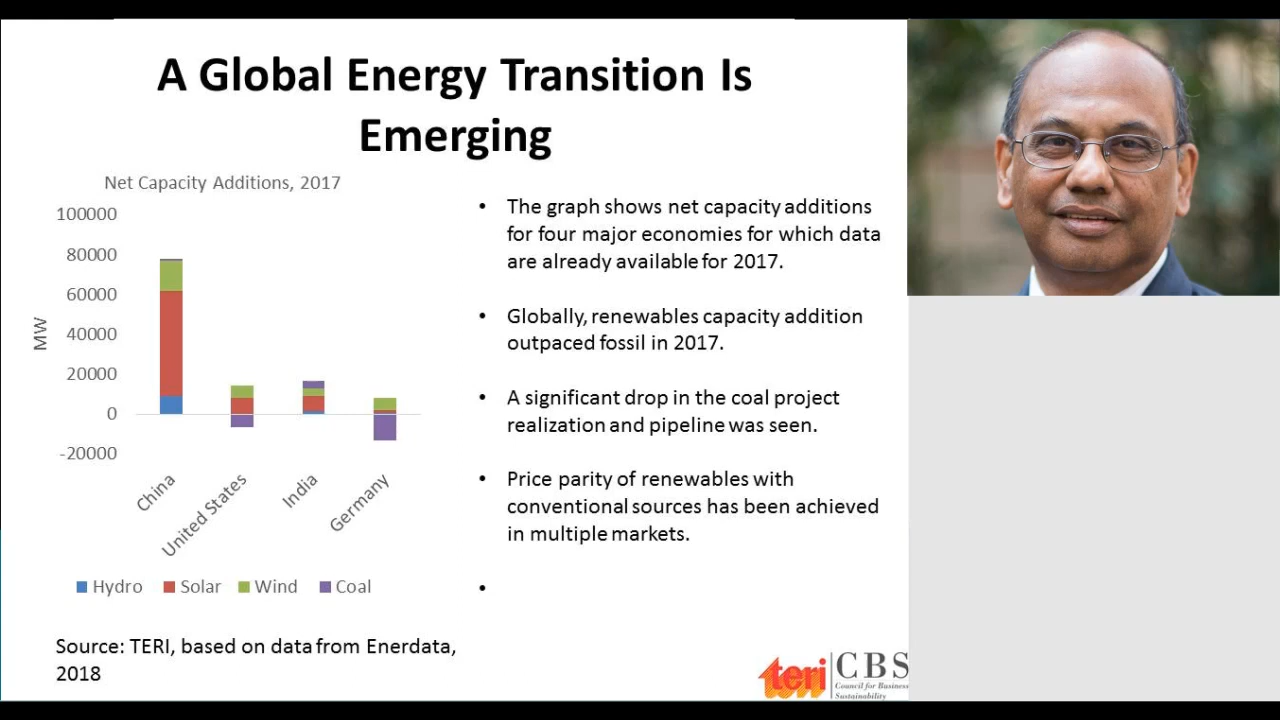 A Global Energy Transition Is
Emerging
Net Capacity Additions, 2017
100000
80000
60000
40000
20000
0
-20000
MW
China
United States
India
Germany
Hydro Solar Wind Coal
Source: TERI, based on data from Enerdata,
2018
• The graph shows net capacity additions
for four major economies for which data
are already available for 2017.
• Globally, renewables capacity addition
outpaced fossil in 2017.
• A significant drop in the coal project
realization and pipeline was seen.
• Price parity of renewables with
conventional sources has been achieved
in multiple markets.
•
teri
CBS
Council for Business
Sustainability